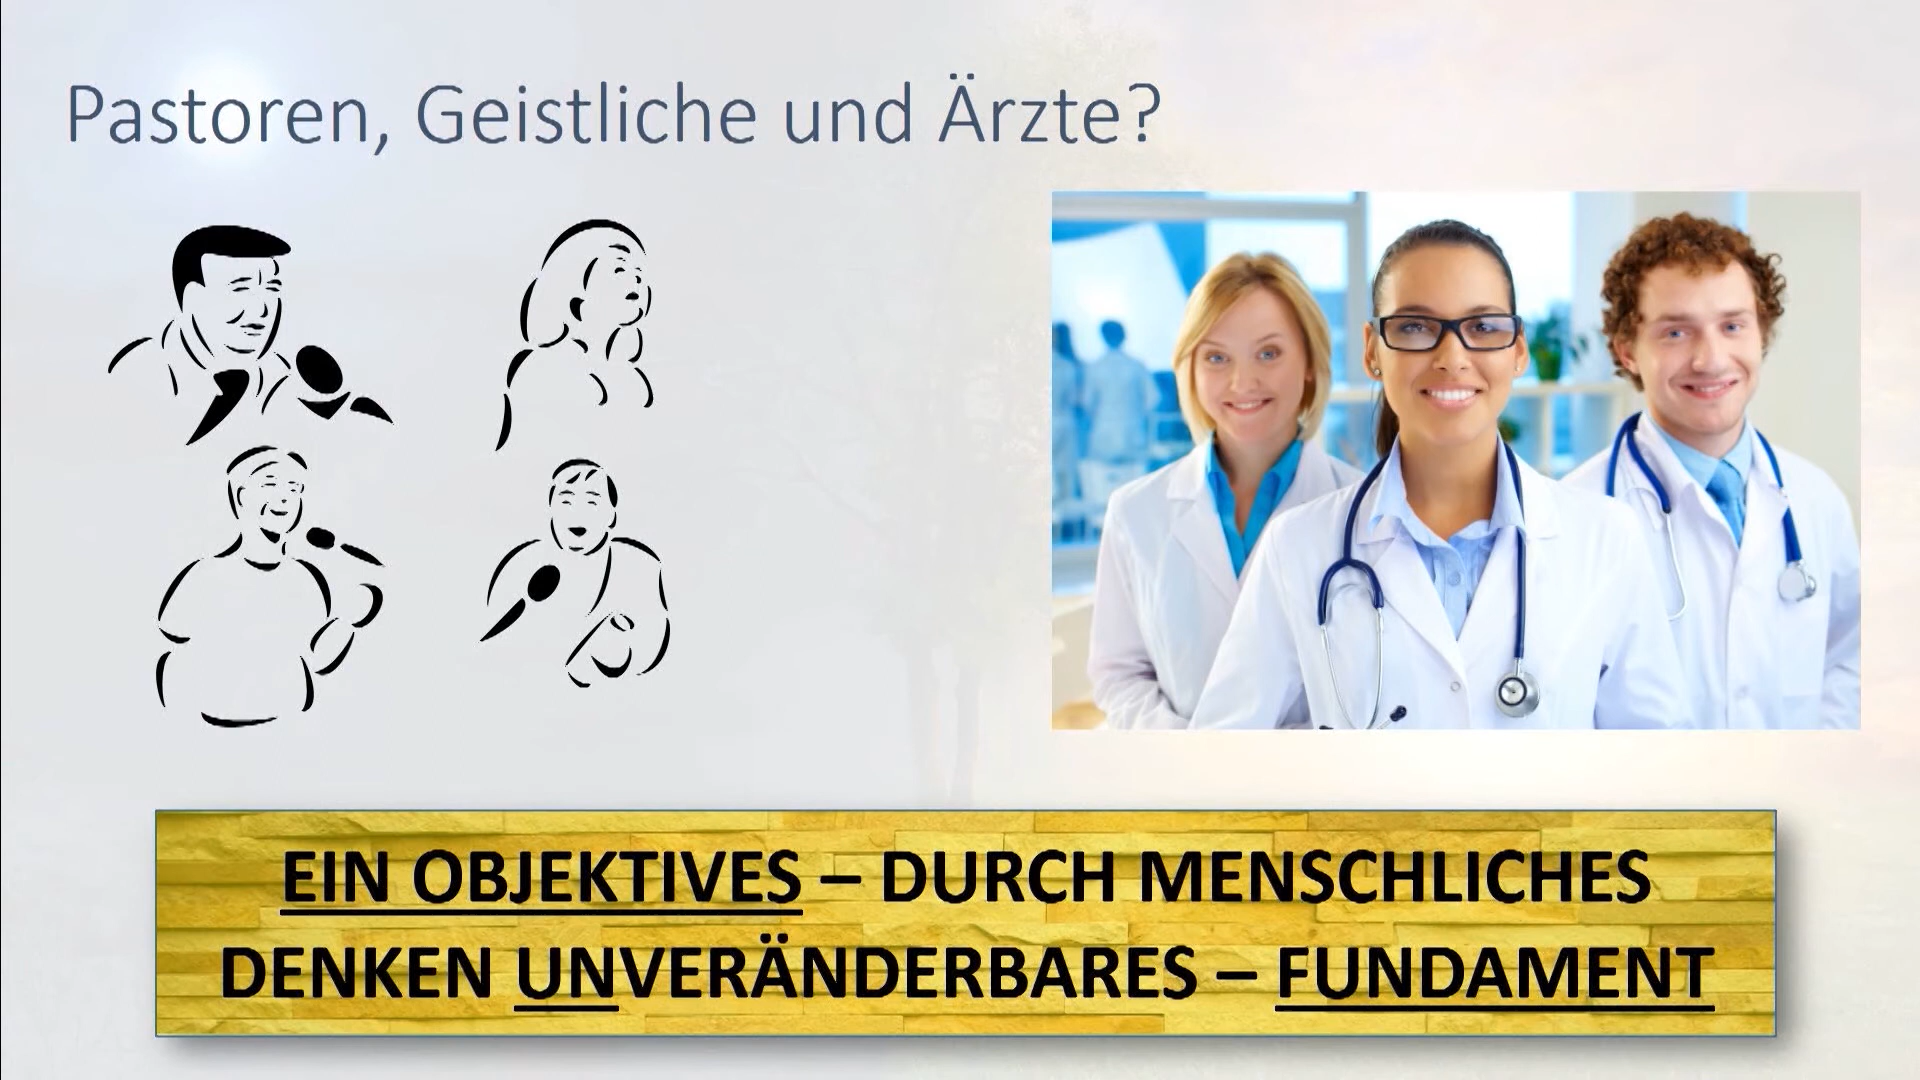 Pastoren, Geistliche und Ärzte?
EIN OBJEKTIVES – DURCH MENSCHLICHES
DENKEN UNVERÄNDERBARES – FUNDAMENT